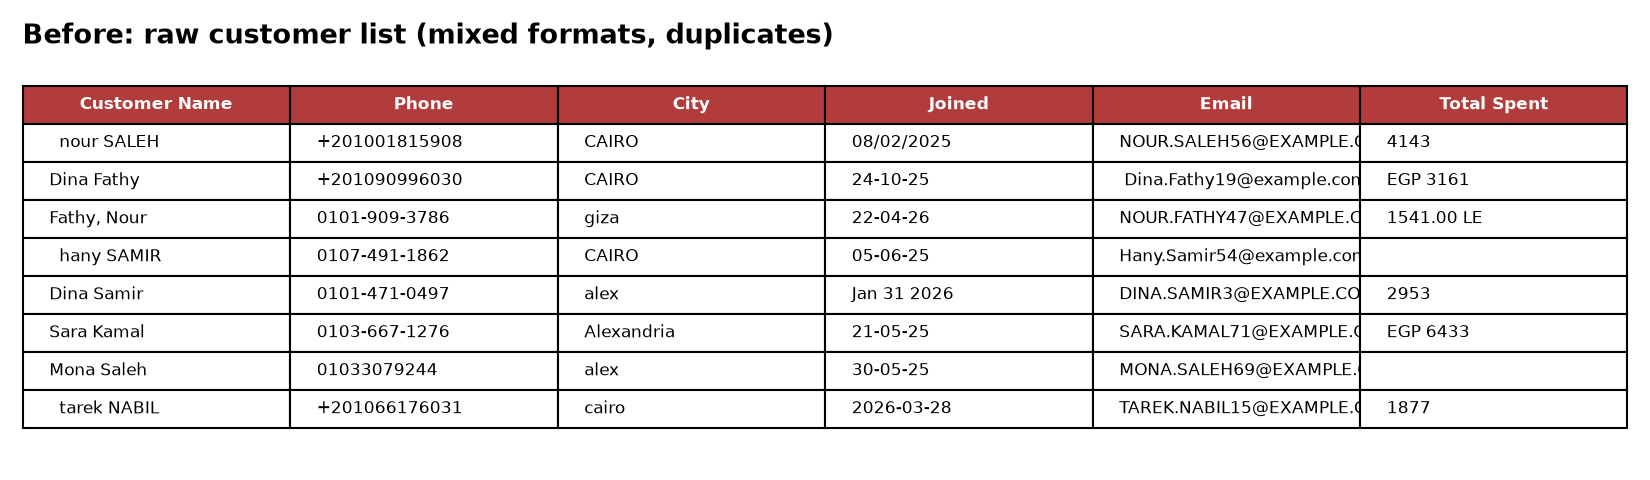 Before: raw customer list (mixed formats, duplicates)
Customer Name Phone City Joined Email Total Spent
nour SALEH +201001815908 CAIRO 08/02/2025 NOUR.SALEH56@EXAMPLE.C 4143
Dina Fathy +201090996030 CAIRO 24-10-25 Dina.Fathy19@example.com EGP 3161
Fathy, Nour 0101-909-3786 giza 22-04-26 NOUR.FATHY47@EXAMPLE.C 1541.00 LE
hany SAMIR 0107-491-1862 CAIRO 05-06-25 Hany.Samir54@example.com
Dina Samir 0101-471-0497 alex Jan 31 2026 DINA.SAMIR3@EXAMPLE.CO 2953
Sara Kamal 0103-667-1276 Alexandria 21-05-25 SARA.KAMAL71@EXAMPLE.C EGP 6433
Mona Saleh 01033079244 alex 30-05-25 MONA.SALEH69@EXAMPLE.
tarek NABIL +201066176031 cairo 2026-03-28 TAREK.NABIL15@EXAMPLE.C 1877